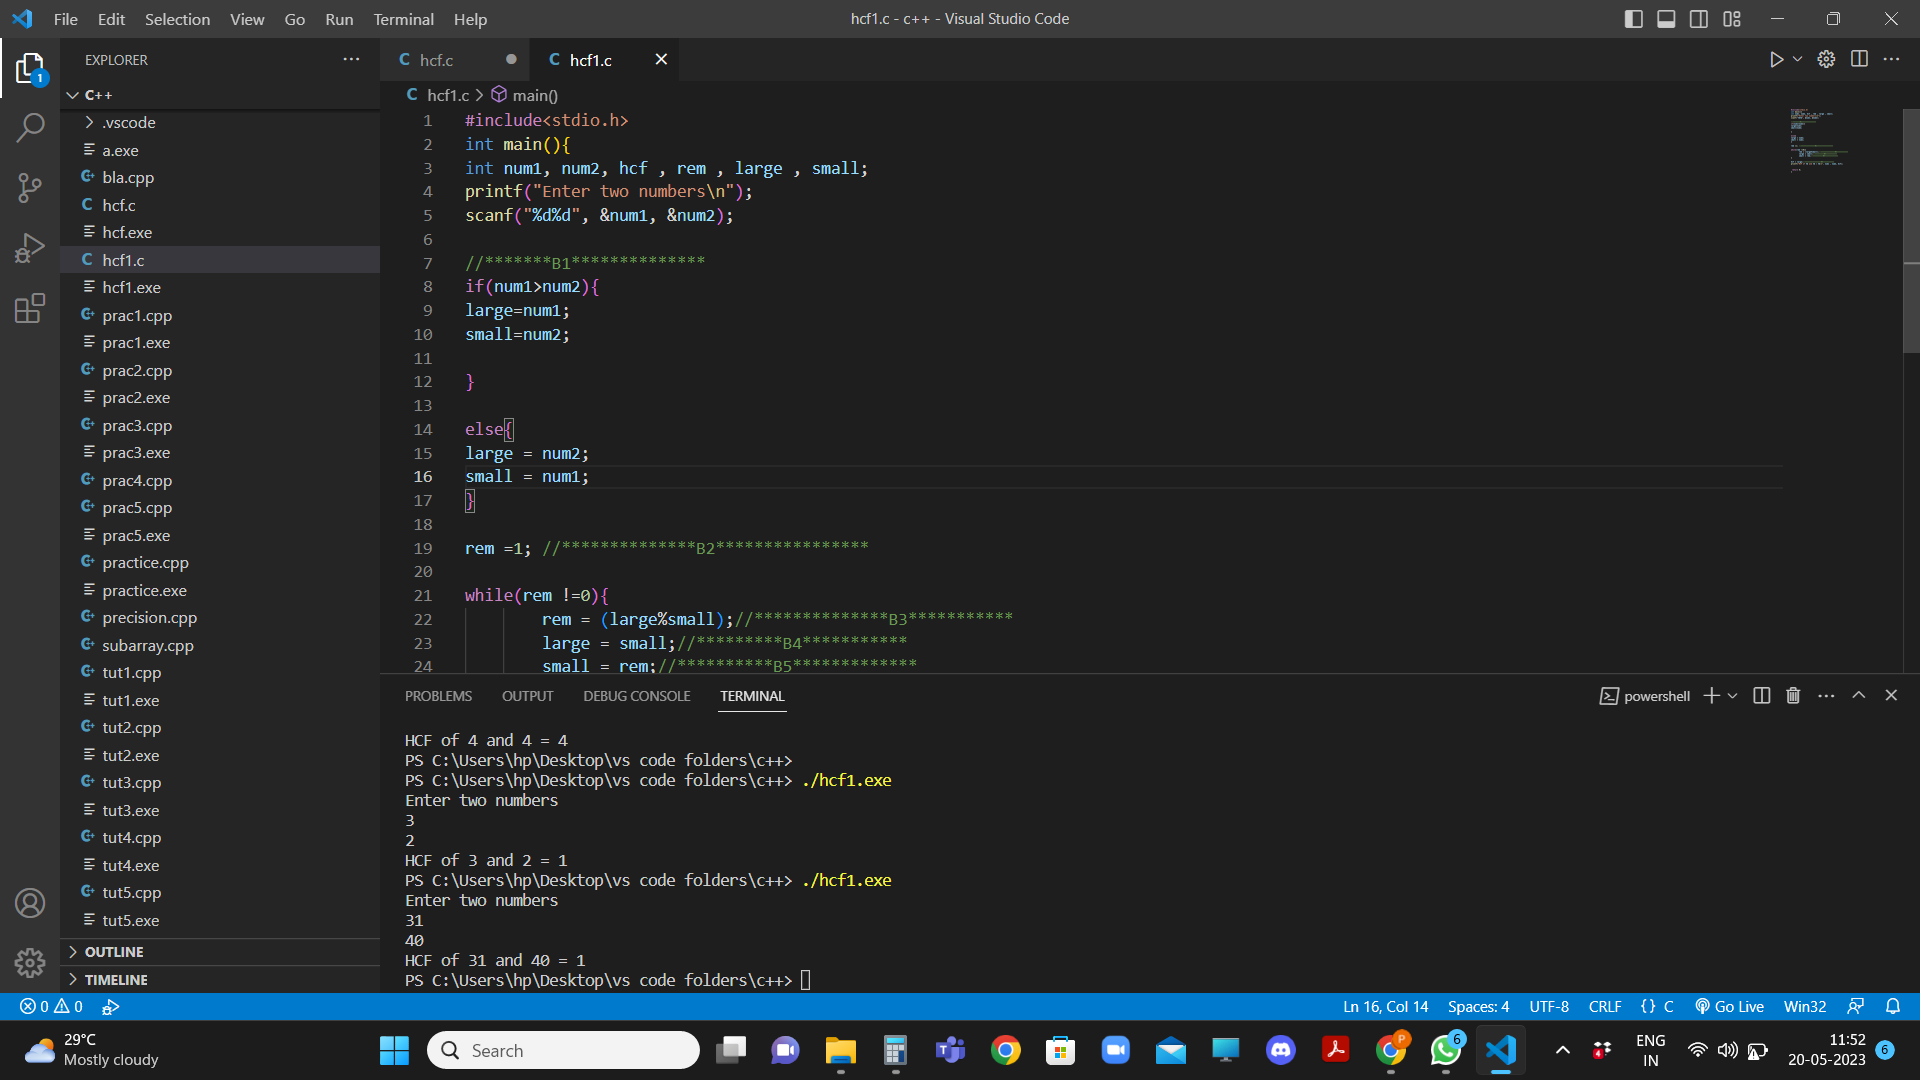 File Edit Selection View Go Run Terminal Help
hcf1.c - c++ - Visual Studio Code
EXPLORER
C hcf.c
C hcf1.c
1
C++
C hcf1.c > main()
.vscode
a.exe
bla.cpp
C hcf.c
hcf.exe
C hcf1.c
hcf1.exe
prac1.cpp
prac1.exe
prac2.cpp
prac2.exe
prac3.cpp
prac3.exe
prac4.cpp
prac5.cpp
prac5.exe
practice.cpp
practice.exe
precision.cpp
subarray.cpp
tut1.cpp
tut1.exe
tut2.cpp
tut2.exe
tut3.cpp
tut3.exe
tut4.cpp
tut4.exe
tut5.cpp
tut5.exe
OUTLINE
TIMELINE
1 #include<stdio.h>
2 int main(){
3 int num1, num2, hcf , rem , large , small;
4 printf("Enter two numbers\n");
5 scanf("%d%d", &num1, &num2);
6
7 //*******B1**************
8 if(num1>num2){
9 large=num1;
10 small=num2;
11
12 }
13
14 else{
15 large = num2;
16 small = num1;
17 }
18
19 rem =1; //**************B2****************
20
21 while(rem !=0){
22 rem = (large%small);//**************B3***********
23 large = small;//*********B4***********
24 small = rem;//**********B5*************
PROBLEMS OUTPUT DEBUG CONSOLE TERMINAL
powershell
HCF of 4 and 4 = 4
PS C:\Users\hp\Desktop\vs code folders\c++>
PS C:\Users\hp\Desktop\vs code folders\c++> ./hcf1.exe
Enter two numbers
3
2
HCF of 3 and 2 = 1
PS C:\Users\hp\Desktop\vs code folders\c++> ./hcf1.exe
Enter two numbers
31
40
HCF of 31 and 40 = 1
PS C:\Users\hp\Desktop\vs code folders\c++>
0 0
Ln 16, Col 14 Spaces: 4 UTF-8 CRLF {} C Go Live Win32
29°C
Mostly cloudy
Search
P
6
4
ENG
IN
11:52
20-05-2023
6